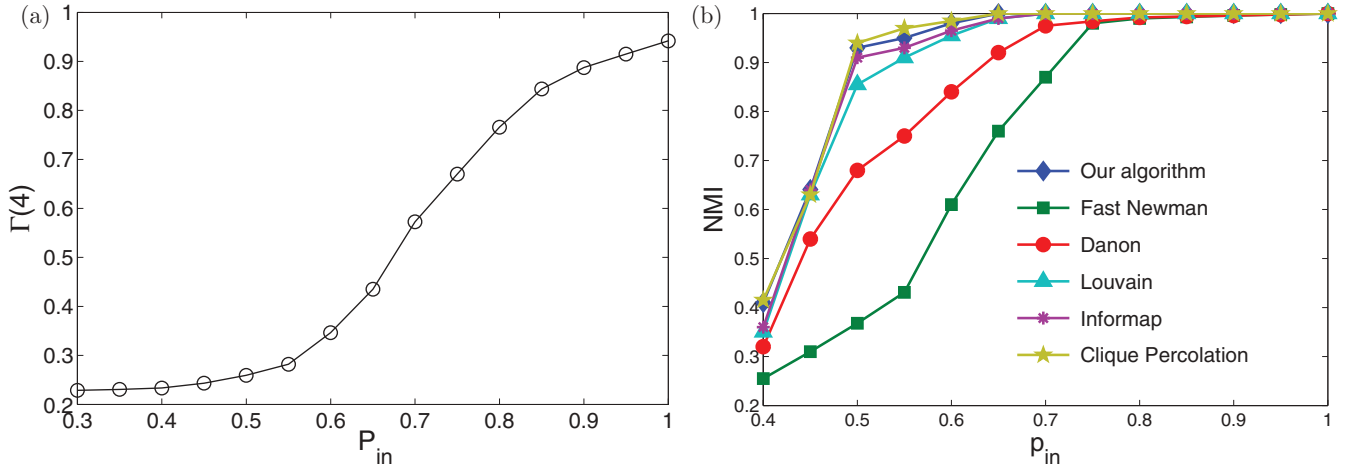 (a)
1
0.9
0.8
0.7
0.6
0.5
0.4
0.3
0.2
Γ(4)
0.3 0.4 0.5 0.6 0.7 0.8 0.9 1
P_in
(b)
1
0.9
0.8
0.7
0.6
0.5
0.4
0.3
0.2
NMI
Our algorithm
Fast Newman
Danon
Louvain
Informap
Clique Percolation
0.4 0.5 0.6 0.7 0.8 0.9 1
p_in